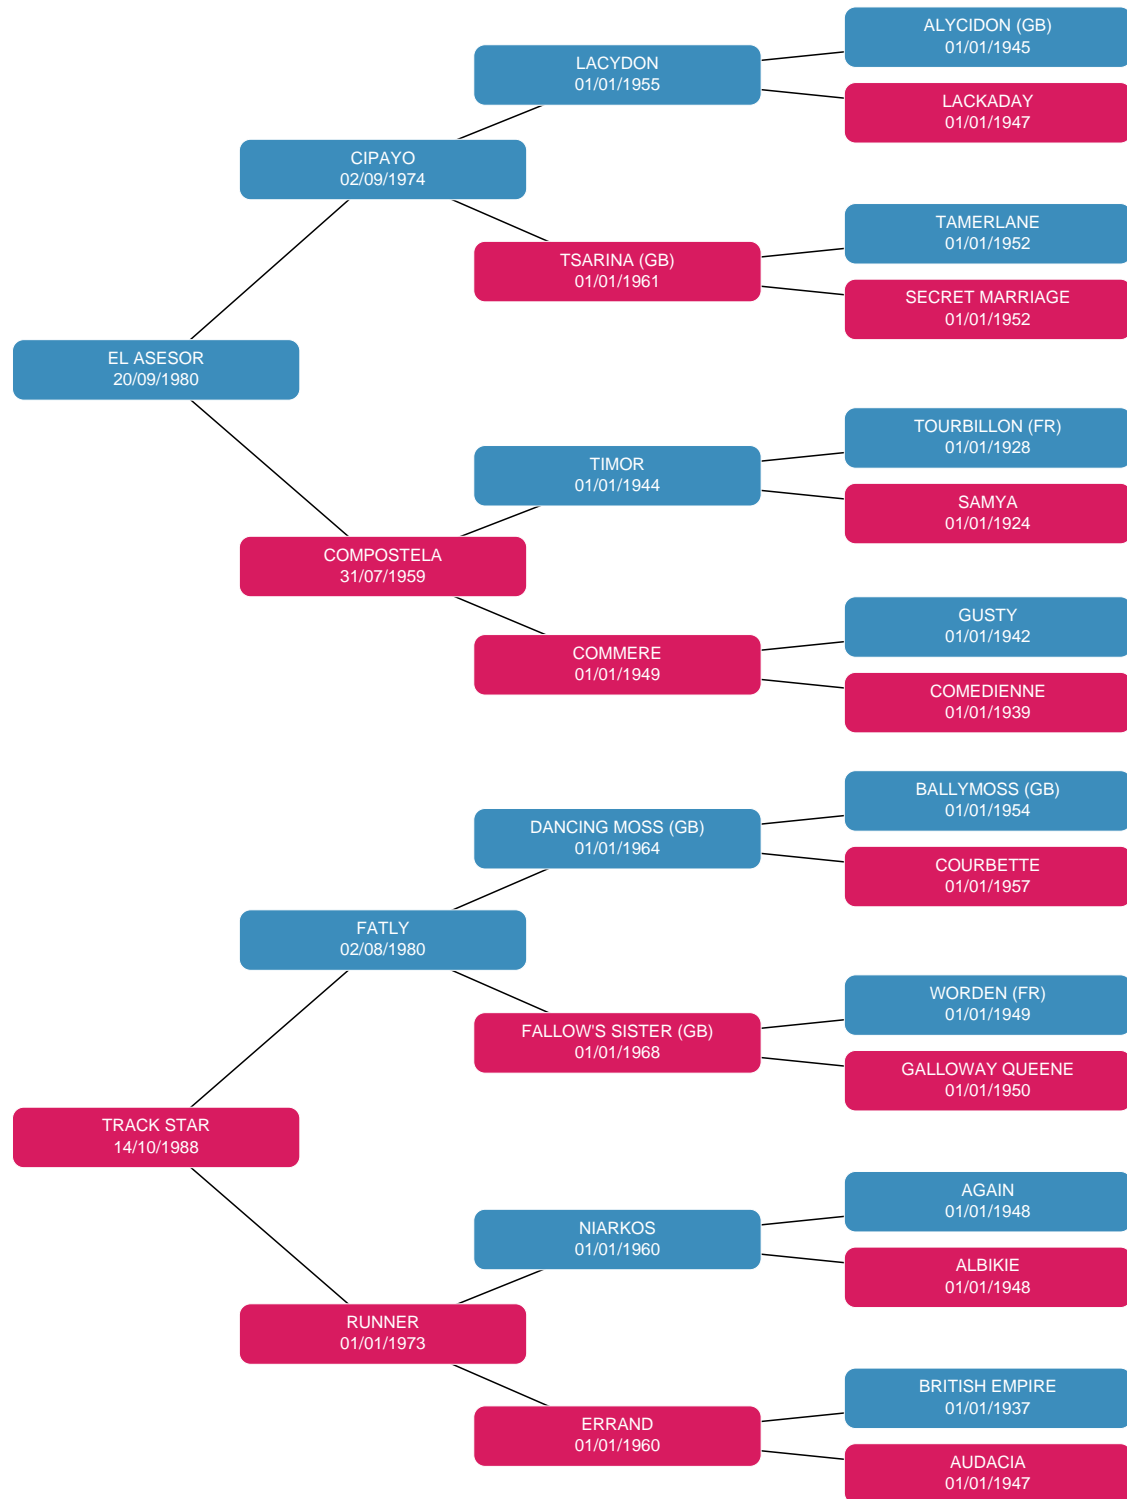 ALYCIDON (GB)
01/01/1945
LACYDON
01/01/1955
LACKADAY
01/01/1947
CIPAYO
02/09/1974
TAMERLANE
01/01/1952
TSARINA (GB)
01/01/1961
SECRET MARRIAGE
01/01/1952
EL ASESOR
20/09/1980
TOURBILLON (FR)
01/01/1928
TIMOR
01/01/1944
SAMYA
01/01/1924
COMPOSTELA
31/07/1959
GUSTY
01/01/1942
COMMERE
01/01/1949
COMEDIENNE
01/01/1939
BALLYMOSS (GB)
01/01/1954
DANCING MOSS (GB)
01/01/1964
COURBETTE
01/01/1957
FATLY
02/08/1980
WORDEN (FR)
01/01/1949
FALLOW'S SISTER (GB)
01/01/1968
GALLOWAY QUEENE
01/01/1950
TRACK STAR
14/10/1988
AGAIN
01/01/1948
NIARKOS
01/01/1960
ALBIKIE
01/01/1948
RUNNER
01/01/1973
BRITISH EMPIRE
01/01/1937
ERRAND
01/01/1960
AUDACIA
01/01/1947